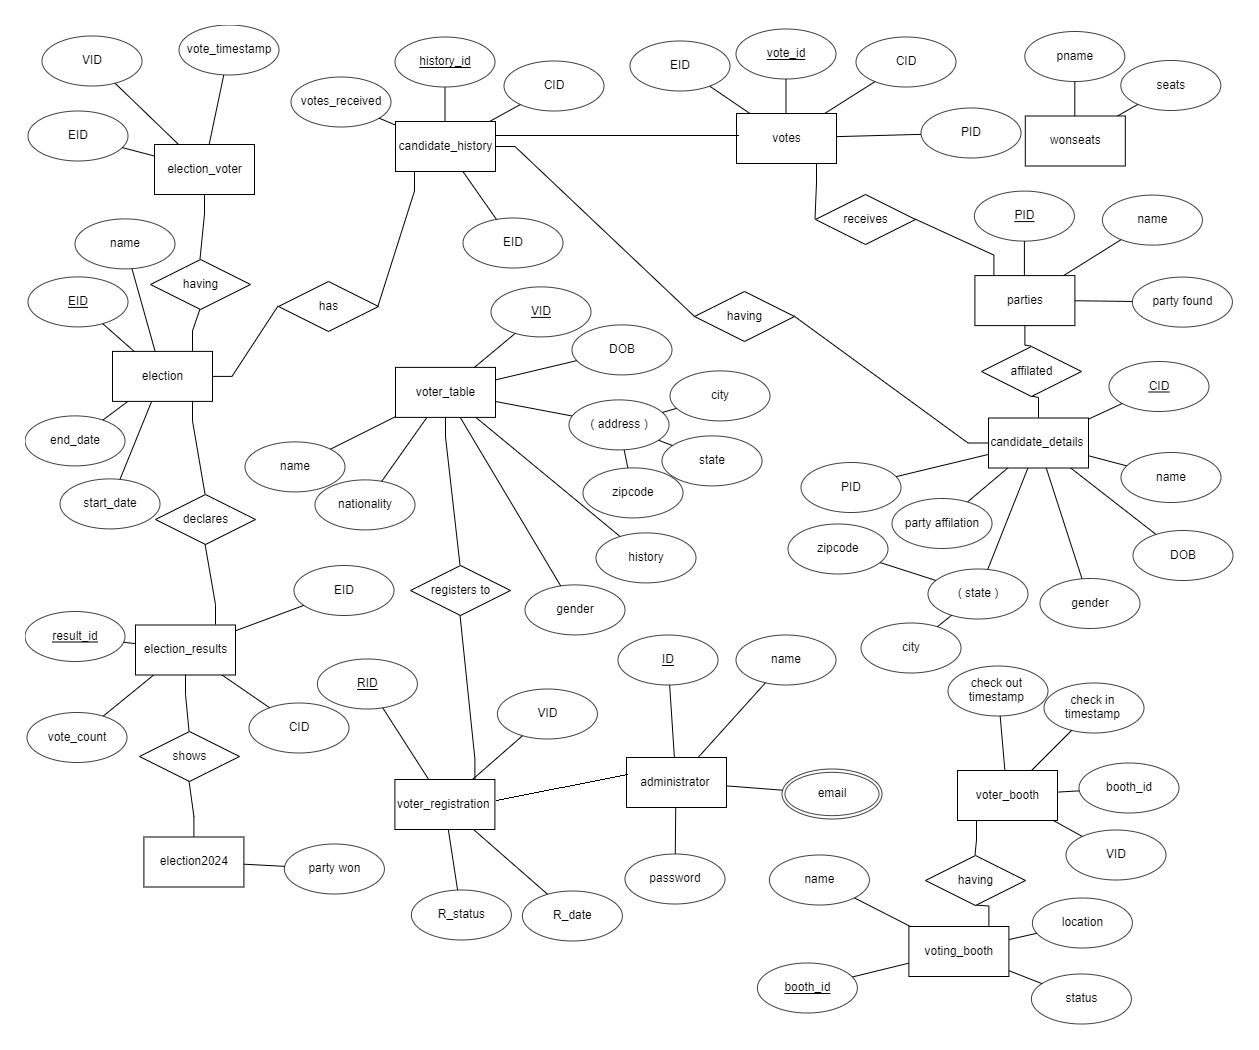 VID
vote_timestamp
EID
election_voter
history_id
votes_received
CID
candidate_history
EID
EID
vote_id
CID
PID
votes
pname
seats
wonseats
name
EID
having
has
election
end_date
start_date
declares
receives
PID
name
parties
party found
having
affilated
VID
DOB
voter_table
city
( address )
state
zipcode
name
nationality
history
gender
registers to
CID
candidate_details
name
PID
party affilation
DOB
zipcode
( state )
gender
city
EID
result_id
election_results
vote_count
CID
shows
election2024
party won
RID
VID
voter_registration
R_status
R_date
ID
name
administrator
email
password
check out
timestamp
check in
timestamp
voter_booth
booth_id
VID
having
name
voting_booth
location
booth_id
status